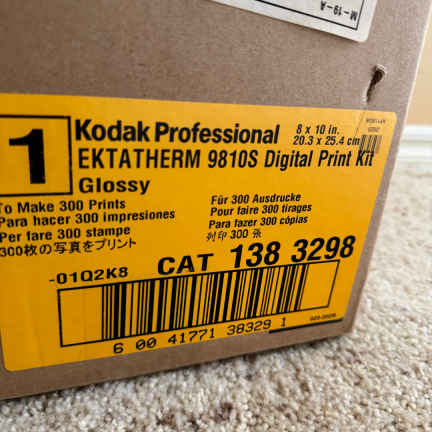 M-19-A
1
Kodak Professional
8 x 10 in.
20.3 x 25.4 cm
EKTATHERM 9810S Digital Print Kit
Glossy
To Make 300 Prints
Para hacer 300 impresiones
Per fare 300 stampe
300枚の写真をプリント
Für 300 Ausdrucke
Pour faire 300 tirages
Para fazer 300 cópias
列印 300 張
-01Q2K8
CAT 138 3298
6 00 41771 38329 1